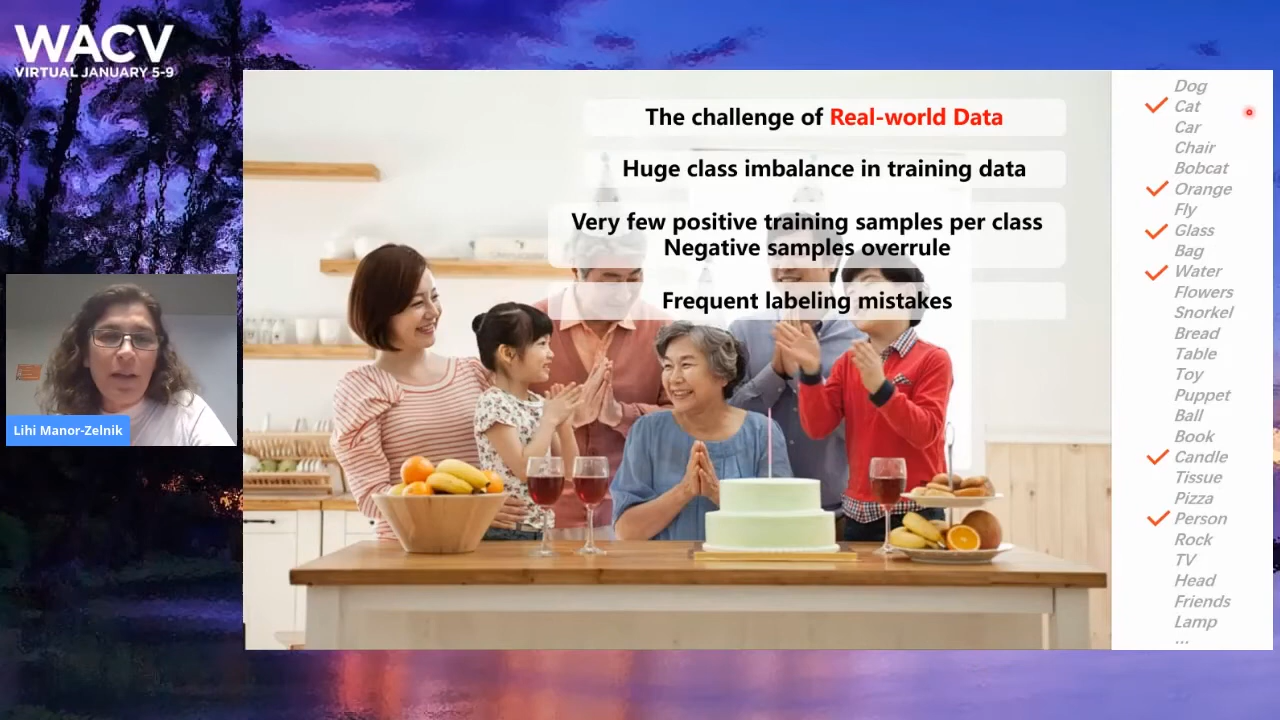 WACV
VIRTUAL JANUARY 5-9
The challenge of Real-world Data
Huge class imbalance in training data
Very few positive training samples per class
Negative samples overrule
Frequent labeling mistakes
Lihi Manor-Zelnik
Dog
Cat
Car
Chair
Bobcat
Orange
Fly
Glass
Bag
Water
Flowers
Snorkel
Bread
Table
Toy
Puppet
Ball
Book
Candle
Tissue
Pizza
Person
Rock
TV
Head
Friends
Lamp
...